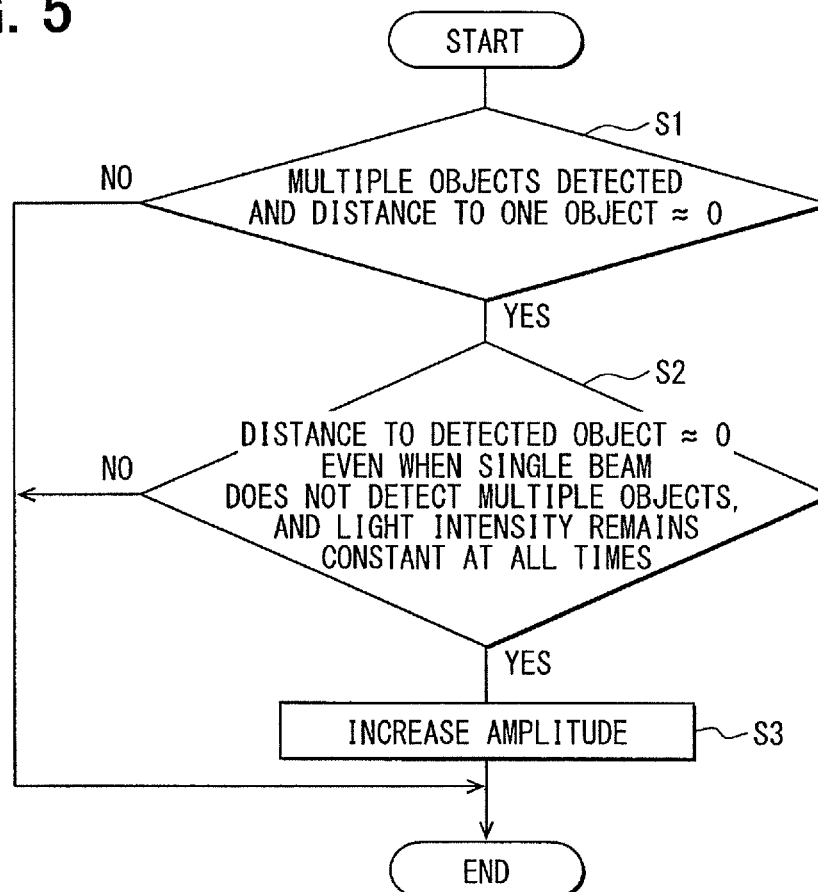 5
START
S1
NO
MULTIPLE OBJECTS DETECTED
AND DISTANCE TO ONE OBJECT ≈ 0
YES
S2
DISTANCE TO DETECTED OBJECT ≈ 0
NO
EVEN WHEN SINGLE BEAM
DOES NOT DETECT MULTIPLE OBJECTS,
AND LIGHT INTENSITY REMAINS
CONSTANT AT ALL TIMES
YES
INCREASE AMPLITUDE
S3
END